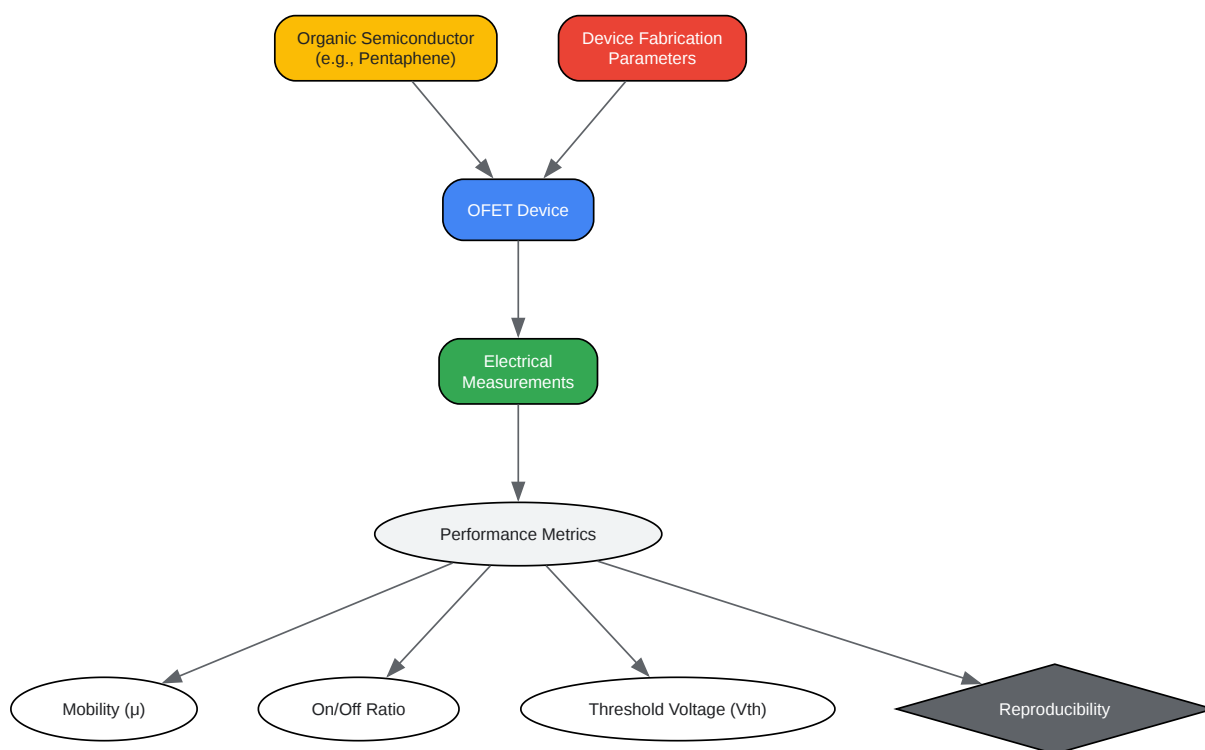 Organic Semiconductor
(e.g., Pentaphene)
Device Fabrication
Parameters
OFET Device
Electrical
Measurements
Performance Metrics
Mobility (μ)
On/Off Ratio
Threshold Voltage (Vth)
Reproducibility